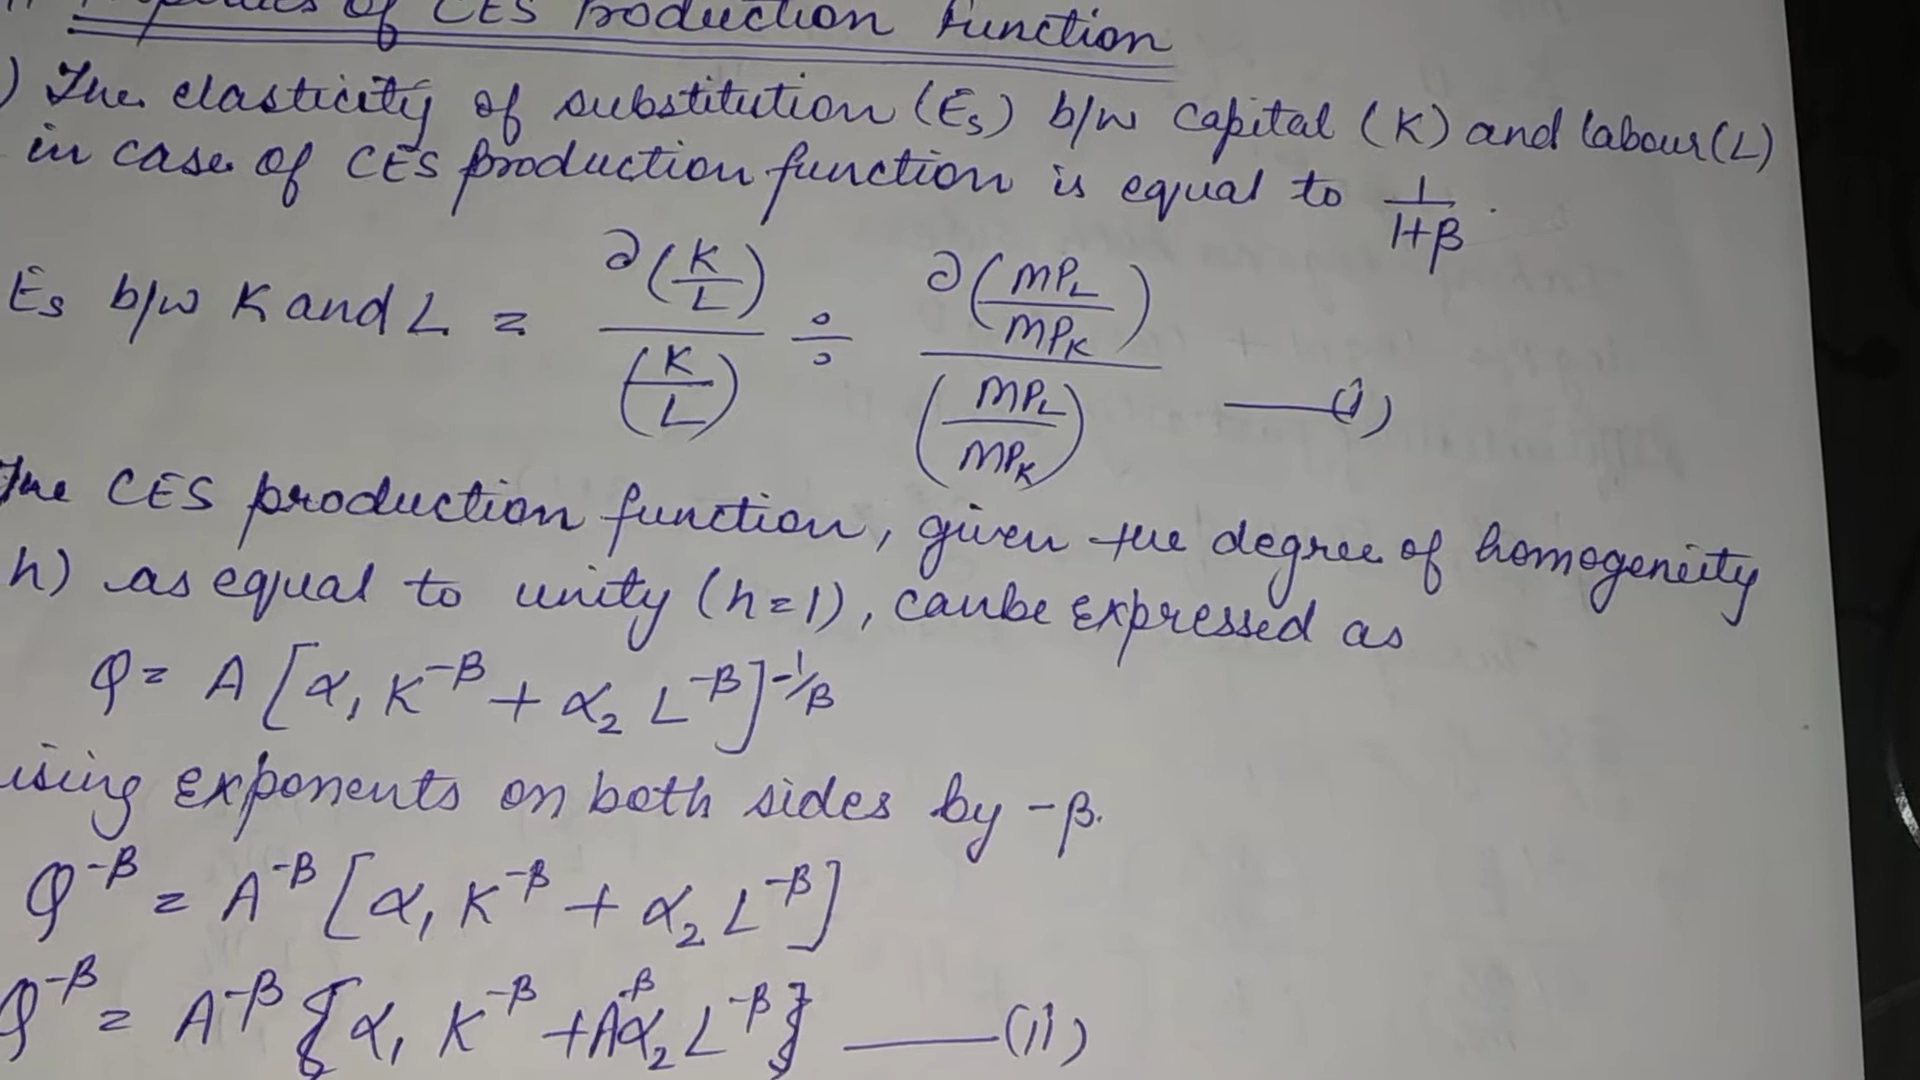 of CES Production Function
) The elasticity of substitution (Es) b/w capital (K) and labour (L)
in case of CES production function is equal to 1/(1+β).
Es b/w K and L = ∂(K/L)/(K/L) ÷ ∂(MPL/MPK)/(MPL/MPK) —(i)
The CES production function, given the degree of homogeneity
h) as equal to unity (h=1), can be expressed as
Q = A [α₁ K^-β + α₂ L^-β]^-1/β
ising exponents on both sides by -β.
Q^-β = A^-β [α₁ K^-β + α₂ L^-β]
Q^-β = A^-β {α₁ K^-β + A^-β α₂ L^-β} —(ii)